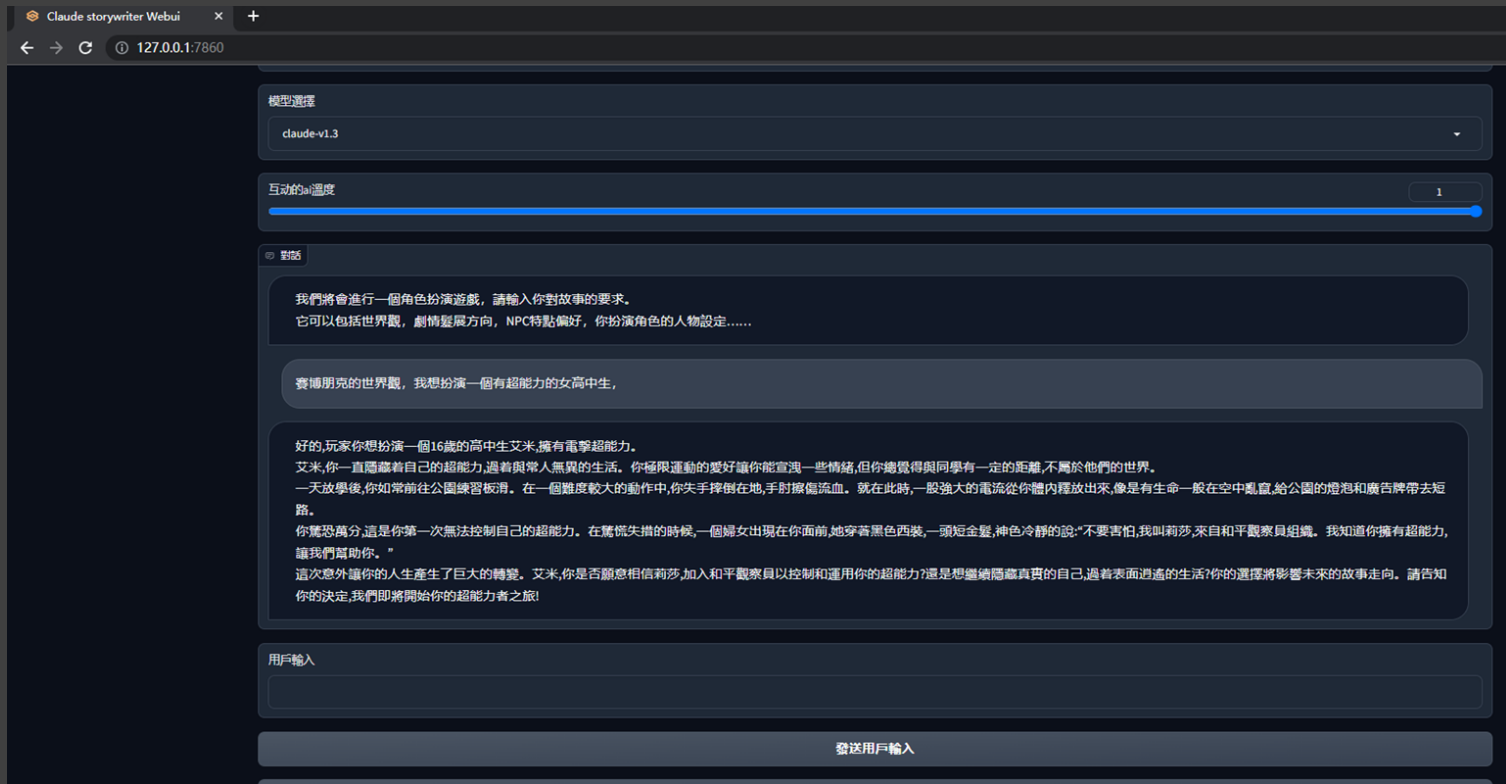 Claude storywriter Webui
127.0.0.1:7860
模型選擇
claude-v1.3
互动的ai溫度
1
對話
我們將會進行一個角色扮演遊戲，請輸入你對故事的要求。
它可以包括世界觀，劇情髮展方向，NPC特點偏好，你扮演角色的人物設定……
賽博朋克的世界觀，我想扮演一個有超能力的女高中生，
好的,玩家你想扮演一個16歲的高中生艾米,擁有電擊超能力。
艾米,你一直隱藏着自己的超能力,過着與常人無異的生活。你極限運動的愛好讓你能宣洩一些情緒,但你總覺得與同學有一定的距離,不屬於他們的世界。
一天放學後,你如常前往公園練習板滑。在一個難度較大的動作中,你失手摔倒在地,手肘擦傷流血。就在此時,一股強大的電流從你體內釋放出來,像是有生命一般在空中亂竄,給公園的燈泡和廣告牌帶去短
路。
你驚恐萬分,這是你第一次無法控制自己的超能力。在驚慌失措的時候,一個婦女出現在你面前,她穿著黑色西裝,一頭短金髮,神色冷靜的說:“不要害怕,我叫莉莎,來自和平觀察員組織。我知道你擁有超能力,
讓我們幫助你。”
這次意外讓你的人生產生了巨大的轉變。艾米,你是否願意相信莉莎,加入和平觀察員以控制和運用你的超能力?還是想繼續隱藏真實的自己,過着表面逍遙的生活?你的選擇將影響未來的故事走向。請告知
你的決定,我們即將開始你的超能力者之旅!
用戶輸入
發送用戶輸入